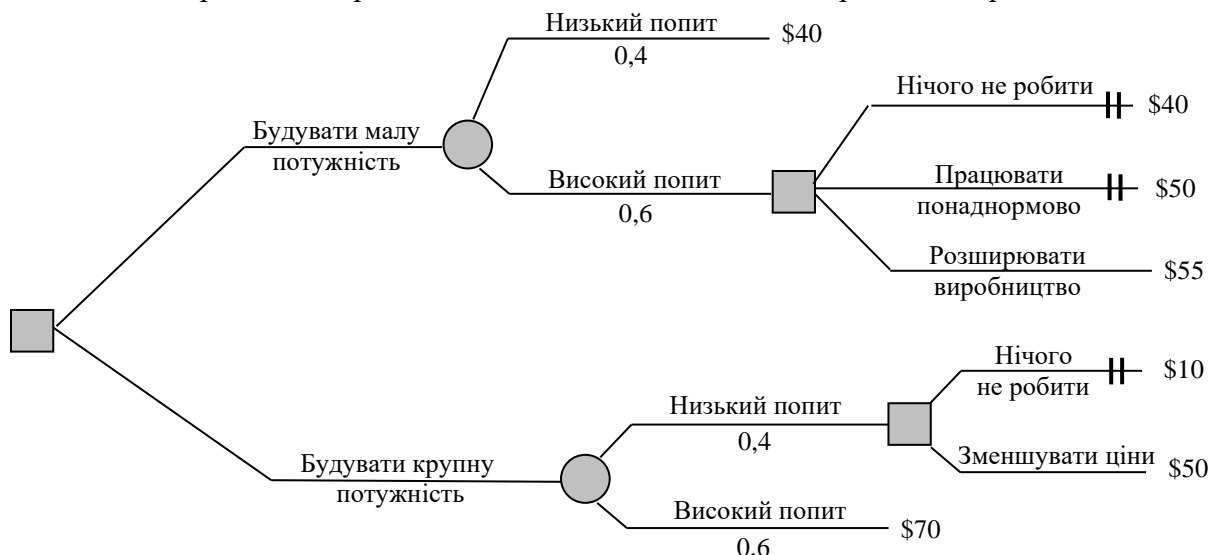 Низький попит
0,4
$40
Нічого не робити
$40
Будувати малу
потужність
Високий попит
0,6
Працювати
понаднормово
$50
Розширювати
виробництво
$55
Нічого
не робити
$10
Низький попит
0,4
Зменшувати ціни
$50
Будувати крупну
потужність
Високий попит
0,6
$70